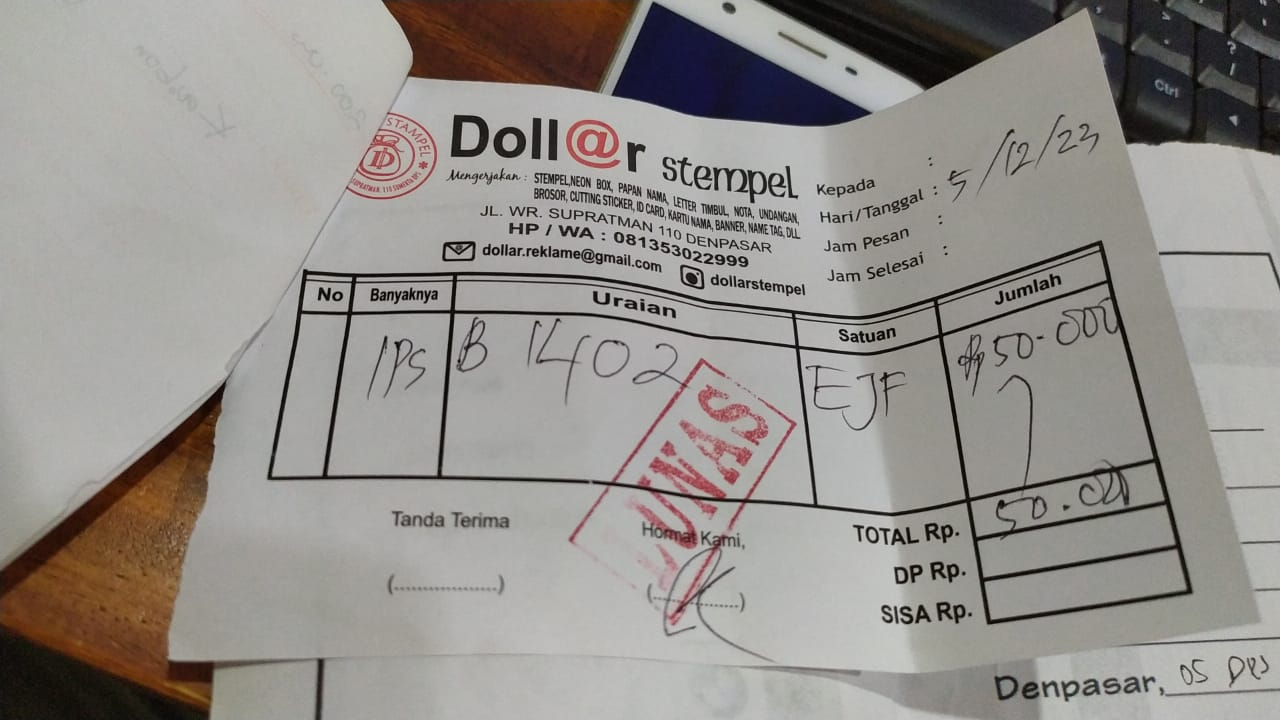 Doll@r stempel
Mengerjakan : STEMPEL,NEON BOX, PAPAN NAMA, LETTER TIMBUL, NOTA, UNDANGAN,
BROSOR, CUTTING STICKER, ID CARD, KARTU NAMA, BANNER, NAME TAG, DLL.
JL. WR. SUPRATMAN 110 DENPASAR
HP / WA : 081353022999
dollar.reklame@gmail.com dollarstempel
Kepada :
Hari/Tanggal : 5/12/23
Jam Pesan :
Jam Selesai :
No Banyaknya Uraian Satuan Jumlah
1PS B 1402 EJF Rp 50.000
LUNAS
TOTAL Rp. 50.000
DP Rp.
SISA Rp.
Tanda Terima Hormat Kami,
(....................) (....................)
Denpasar, 05 Des